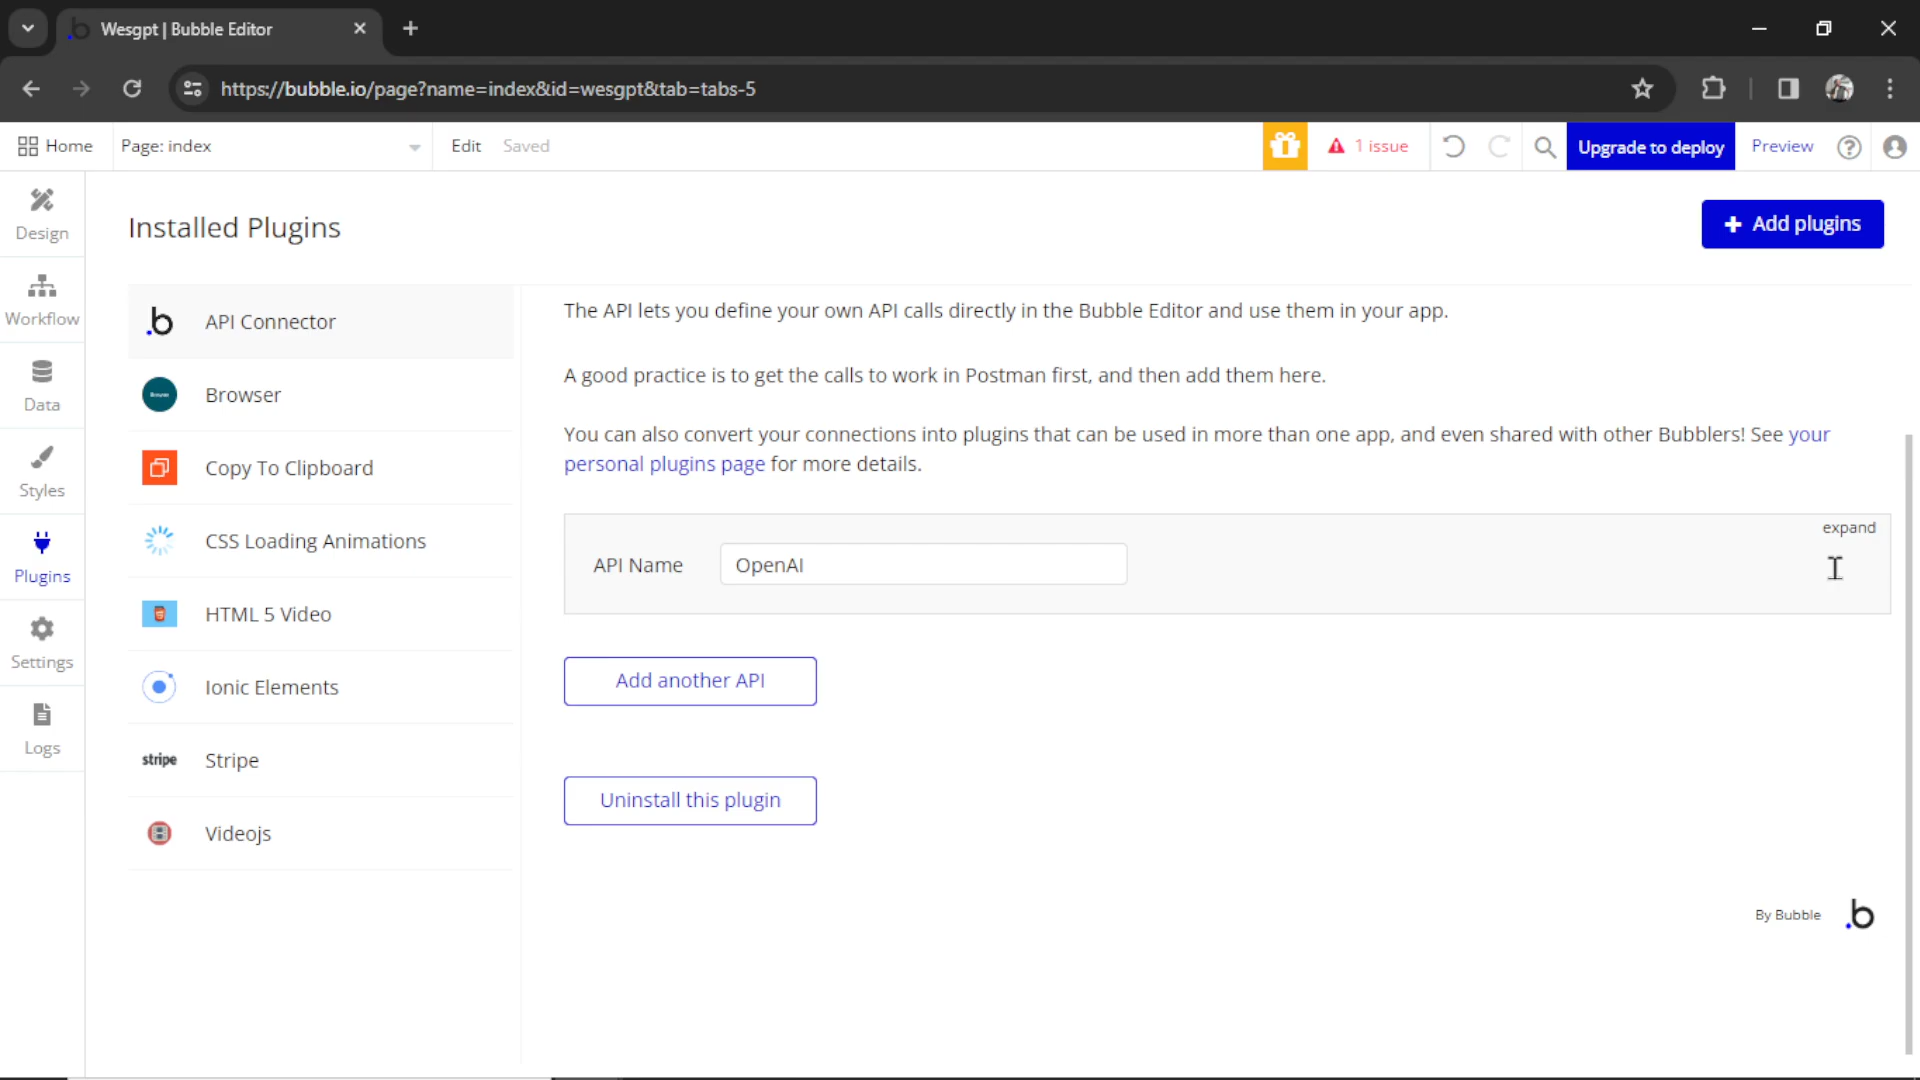 Wesgpt | Bubble Editor
https://bubble.io/page?name=index&id=wesgpt&tab=tabs-5
Home
Page: index
Edit
Saved
1 issue
Upgrade to deploy
Preview
Design
Workflow
Data
Styles
Plugins
Settings
Logs
Installed Plugins
Add plugins
API Connector
Browser
Copy To Clipboard
CSS Loading Animations
HTML 5 Video
Ionic Elements
stripe
Stripe
Videojs
The API lets you define your own API calls directly in the Bubble Editor and use them in your app.
A good practice is to get the calls to work in Postman first, and then add them here.
You can also convert your connections into plugins that can be used in more than one app, and even shared with other Bubblers! See your
personal plugins page for more details.
expand
API Name
OpenAI
Add another API
Uninstall this plugin
By Bubble
.b